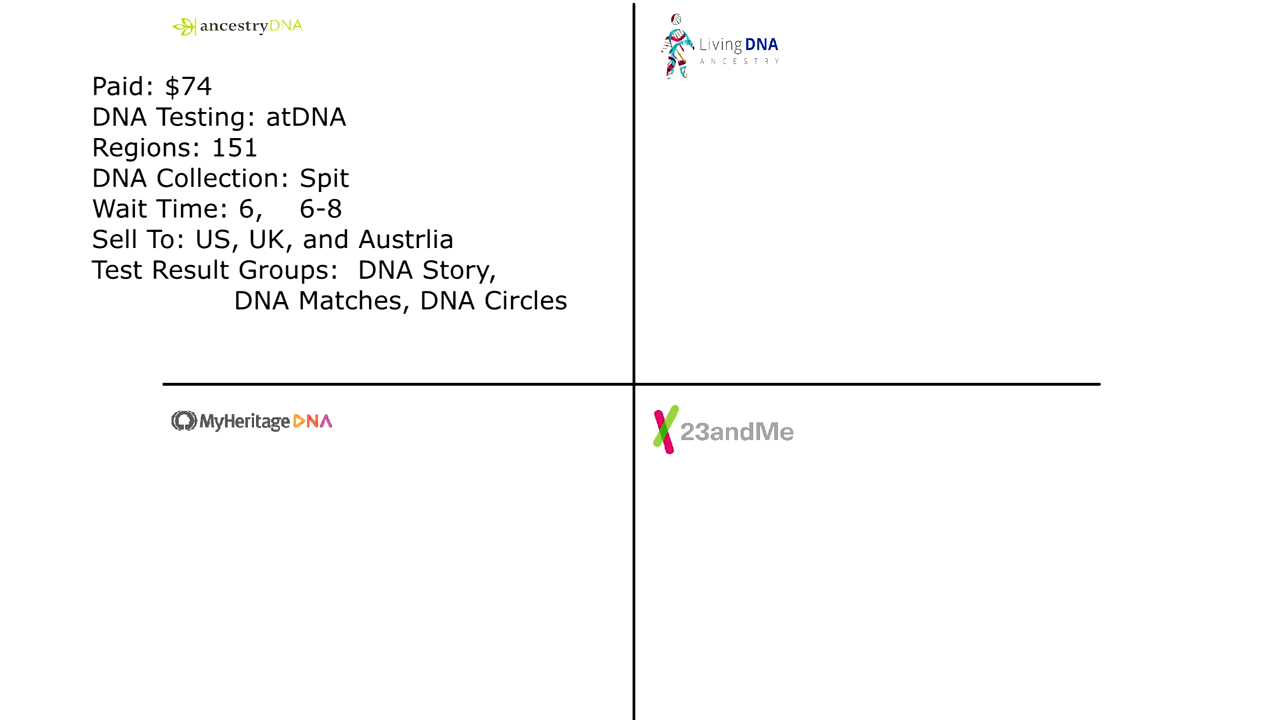 ancestryDNA
Paid: $74
DNA Testing: atDNA
Regions: 151
DNA Collection: Spit
Wait Time: 6, 6-8
Sell To: US, UK, and Austrlia
Test Result Groups: DNA Story,
DNA Matches, DNA Circles
Living DNA
ANCESTRY
MyHeritage DNA
23andMe